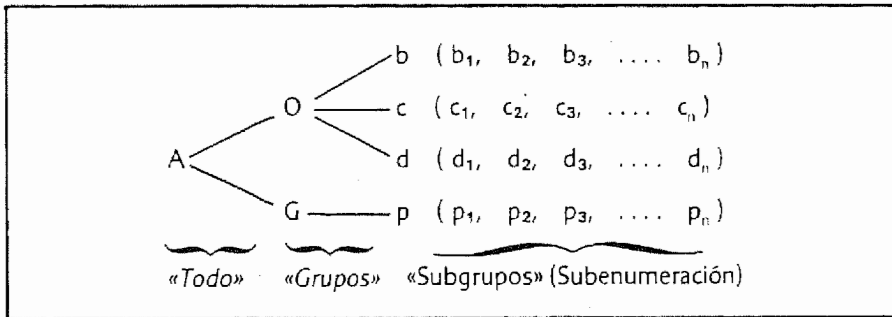 b (b₁, b₂, b₃, .... bₙ)
O c (c₁, c₂, c₃, .... cₙ)
A d (d₁, d₂, d₃, .... dₙ)
G p (p₁, p₂, p₃, .... pₙ)
«Todo» «Grupos» «Subgrupos» (Subenumeración)